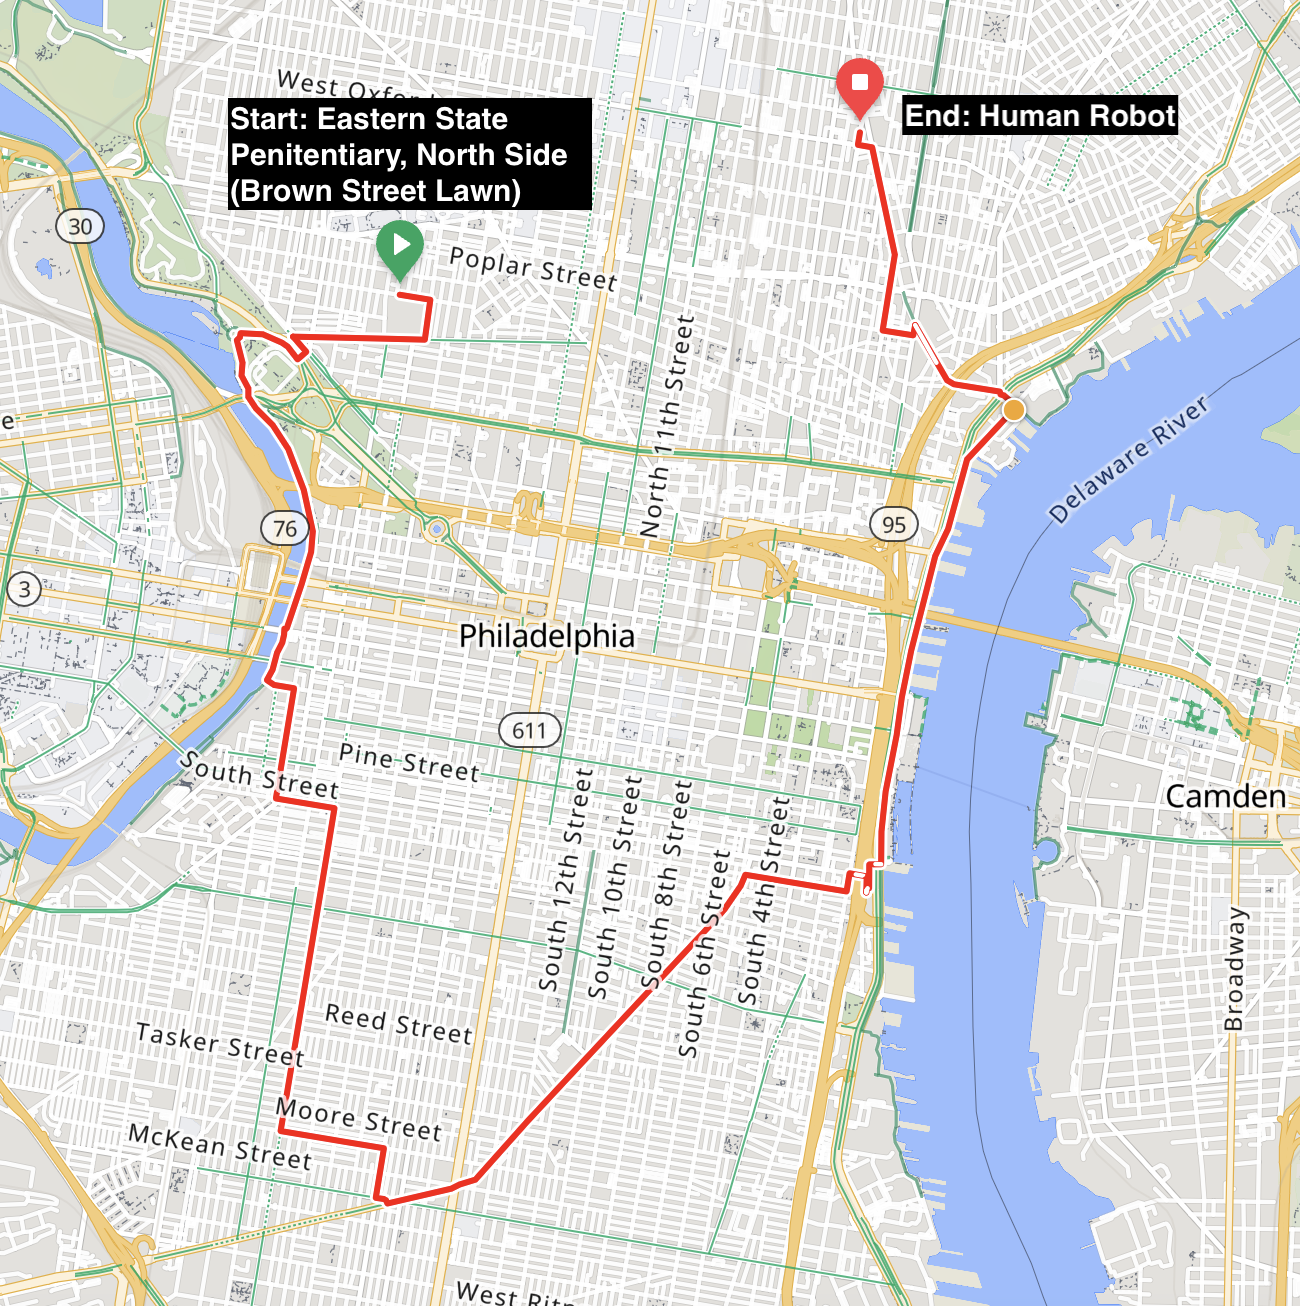 West Oxford
Start: Eastern State
Penitentiary, North Side
(Brown Street Lawn)
End: Human Robot
30
Poplar Street
North 11th Street
Delaware River
e
76
95
3
Philadelphia
611
Pine Street
South Street
Camden
South 12th Street
South 10th Street
South 8th Street
South 6th Street
South 4th Street
Broadway
Reed Street
Tasker Street
Moore Street
McKean Street
West Ritn